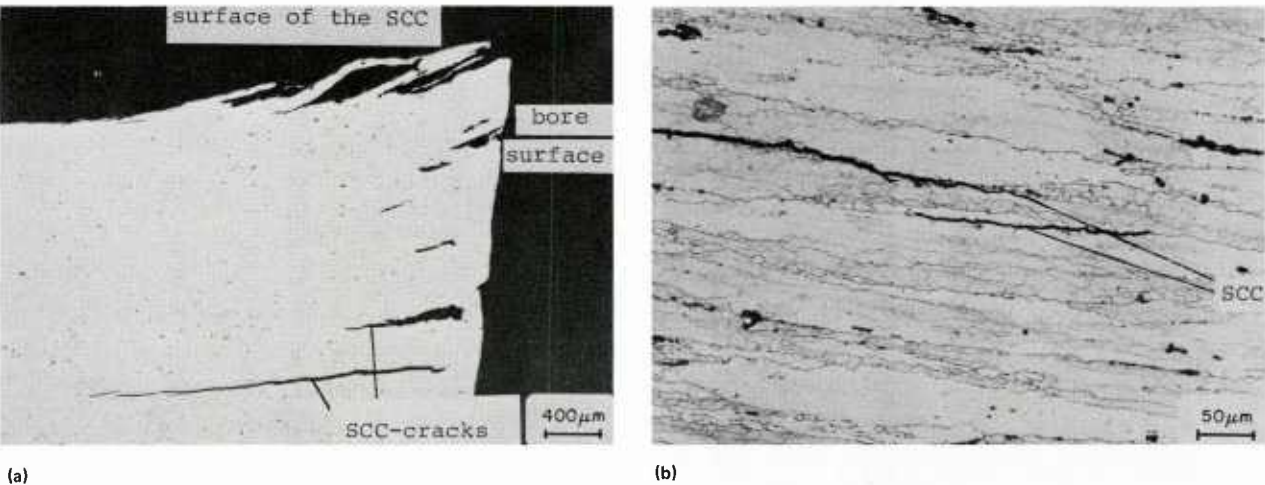 surface of the SCC
bore
surface
SCC-cracks
400μm
SCC
50μm
(a)
(b)